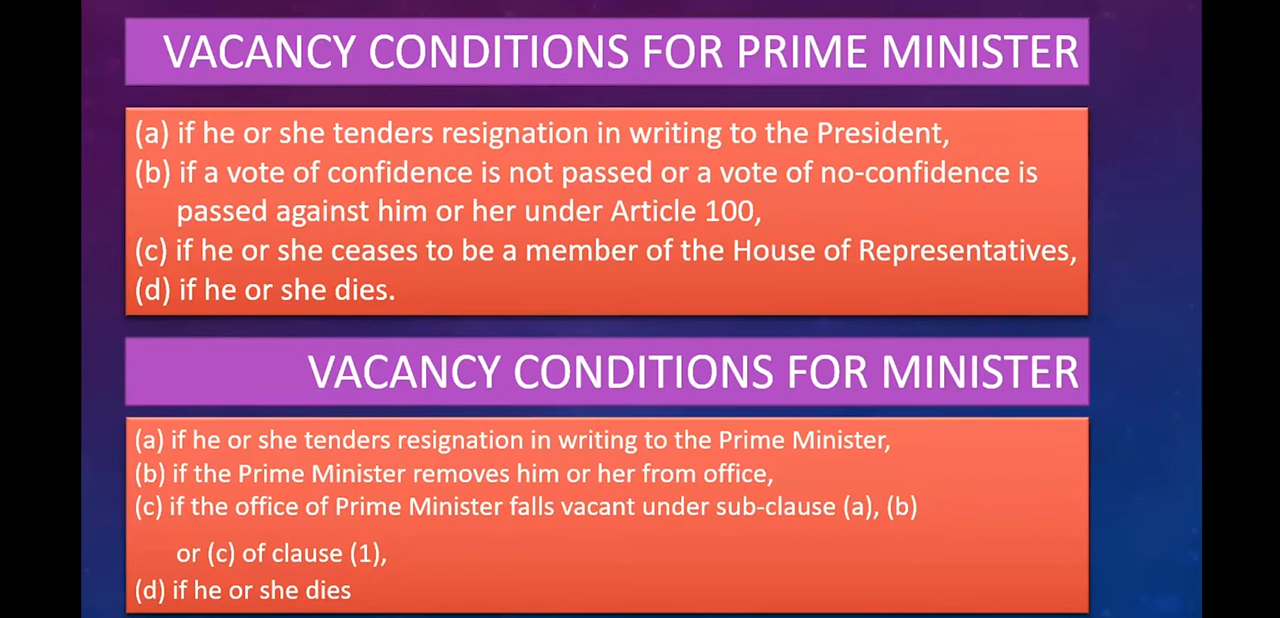 VACANCY CONDITIONS FOR PRIME MINISTER
(a) if he or she tenders resignation in writing to the President,
(b) if a vote of confidence is not passed or a vote of no-confidence is
passed against him or her under Article 100,
(c) if he or she ceases to be a member of the House of Representatives,
(d) if he or she dies.
VACANCY CONDITIONS FOR MINISTER
(a) if he or she tenders resignation in writing to the Prime Minister,
(b) if the Prime Minister removes him or her from office,
(c) if the office of Prime Minister falls vacant under sub-clause (a), (b)
or (c) of clause (1),
(d) if he or she dies